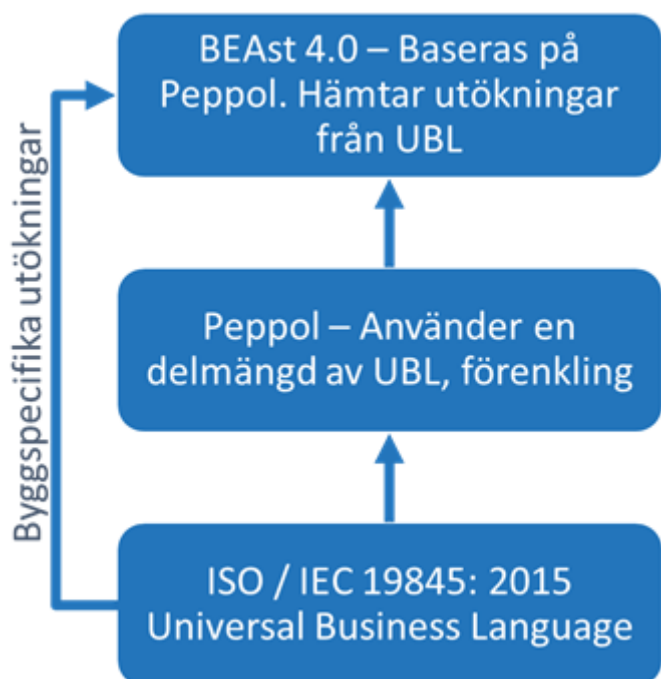 BEAst 4.0 – Baseras på
Peppol. Hämtar utökningar
från UBL
Byggspecifika utökningar
Peppol – Använder en
delmängd av UBL, förenkling
ISO / IEC 19845: 2015
Universal Business Language